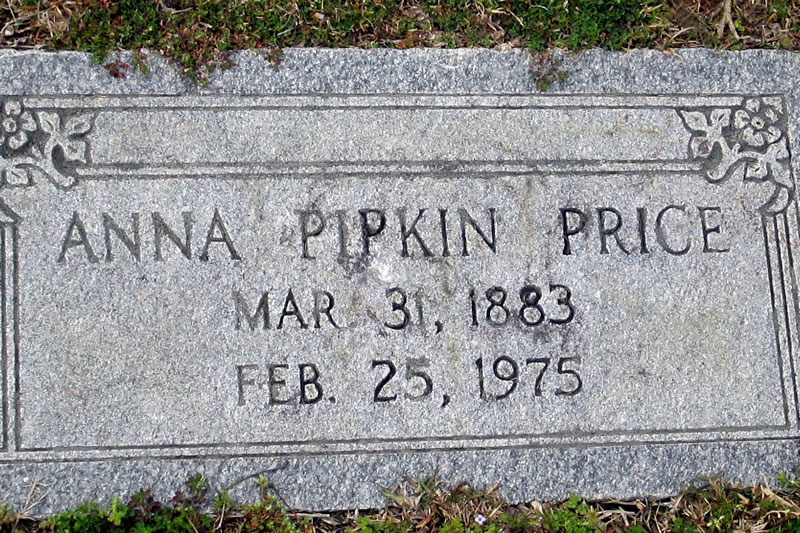 ANNA PIPKIN PRICE
MAR. 31, 1883
FEB. 25, 1975